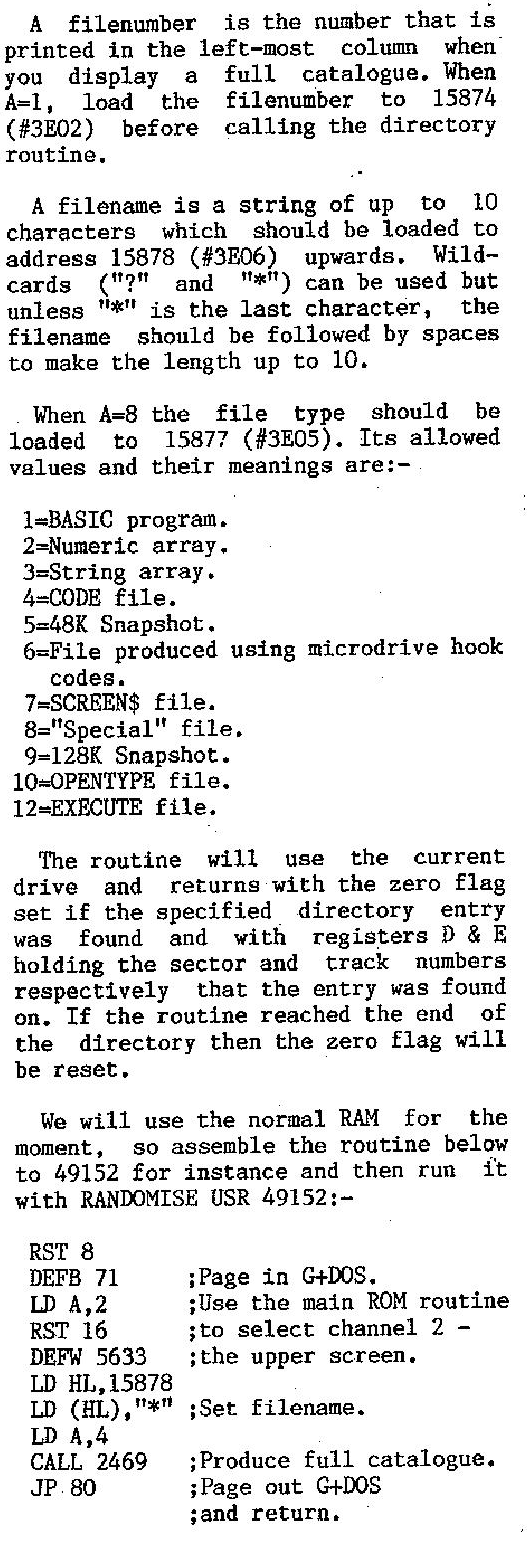 A filenumber is the number that is
printed in the left-most column when
you display a full catalogue. When
A=1, load the filenumber to 15874
(#3E02) before calling the directory
routine.
A filename is a string of up to 10
characters which should be loaded to
address 15878 (#3E06) upwards. Wild-
cards ("?" and "*") can be used but
unless "*" is the last character, the
filename should be followed by spaces
to make the length up to 10.
When A=8 the file type should be
loaded to 15877 (#3E05). Its allowed
values and their meanings are:-
1=BASIC program.
2=Numeric array.
3=String array.
4=CODE file.
5=48K Snapshot.
6=File produced using microdrive hook
codes.
7=SCREEN$ file.
8="Special" file.
9=128K Snapshot.
10=OPENTYPE file.
12=EXECUTE file.
The routine will use the current
drive and returns with the zero flag
set if the specified directory entry
was found and with registers D & E
holding the sector and track numbers
respectively that the entry was found
on. If the routine reached the end of
the directory then the zero flag will
be reset.
We will use the normal RAM for the
moment, so assemble the routine below
to 49152 for instance and then run it
with RANDOMISE USR 49152:-
RST 8
DEFB 71 ;Page in G+DOS.
LD A,2 ;Use the main ROM routine
RST 16 ;to select channel 2 -
DEFW 5633 ;the upper screen.
LD HL,15878
LD (HL),"*" ;Set filename.
LD A,4
CALL 2469 ;Produce full catalogue.
JP 80 ;Page out G+DOS
;and return.